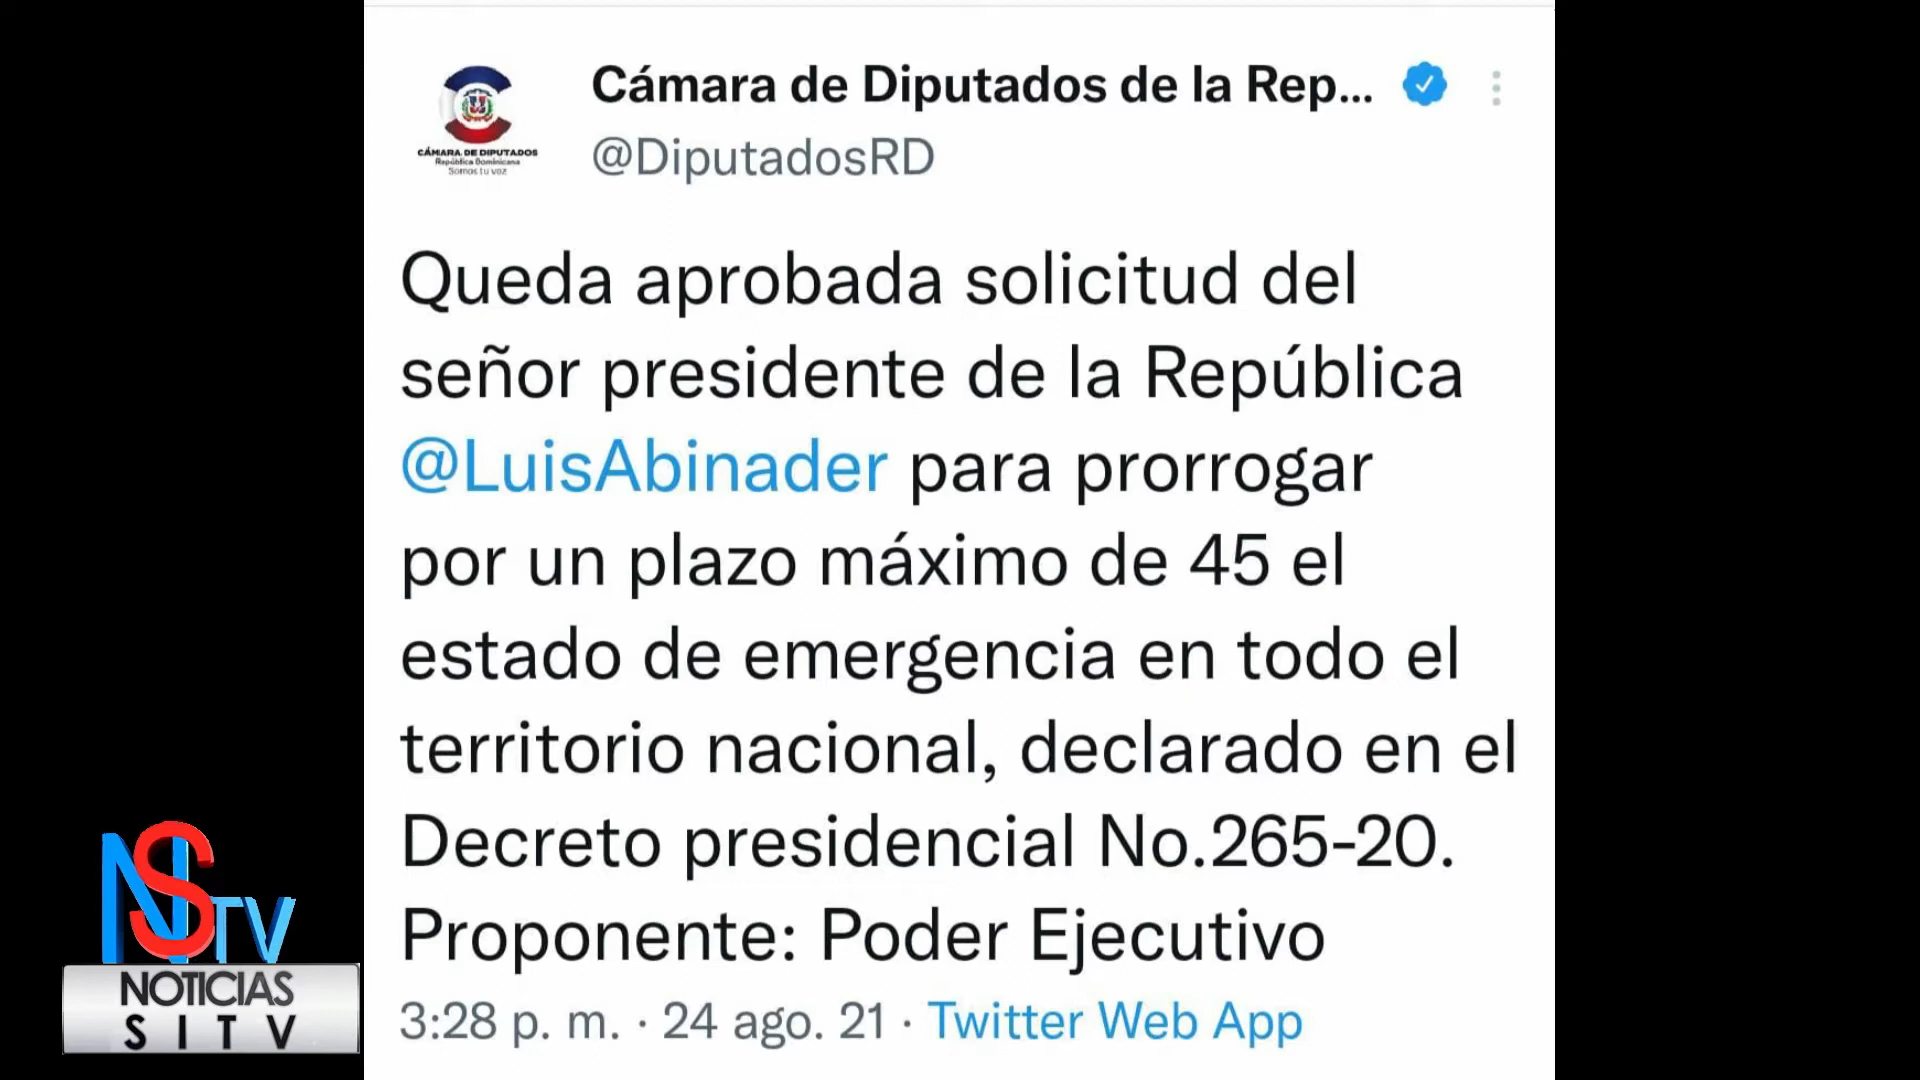 Cámara de Diputados de la Rep...
@DiputadosRD
CÁMARA DE DIPUTADOS
República Dominicana
Somos tu voz
Queda aprobada solicitud del
señor presidente de la República
@LuisAbinader para prorrogar
por un plazo máximo de 45 el
estado de emergencia en todo el
territorio nacional, declarado en el
Decreto presidencial No.265-20.
Proponente: Poder Ejecutivo
3:28 p. m. · 24 ago. 21 · Twitter Web App
NSTV
NOTICIAS
SITV